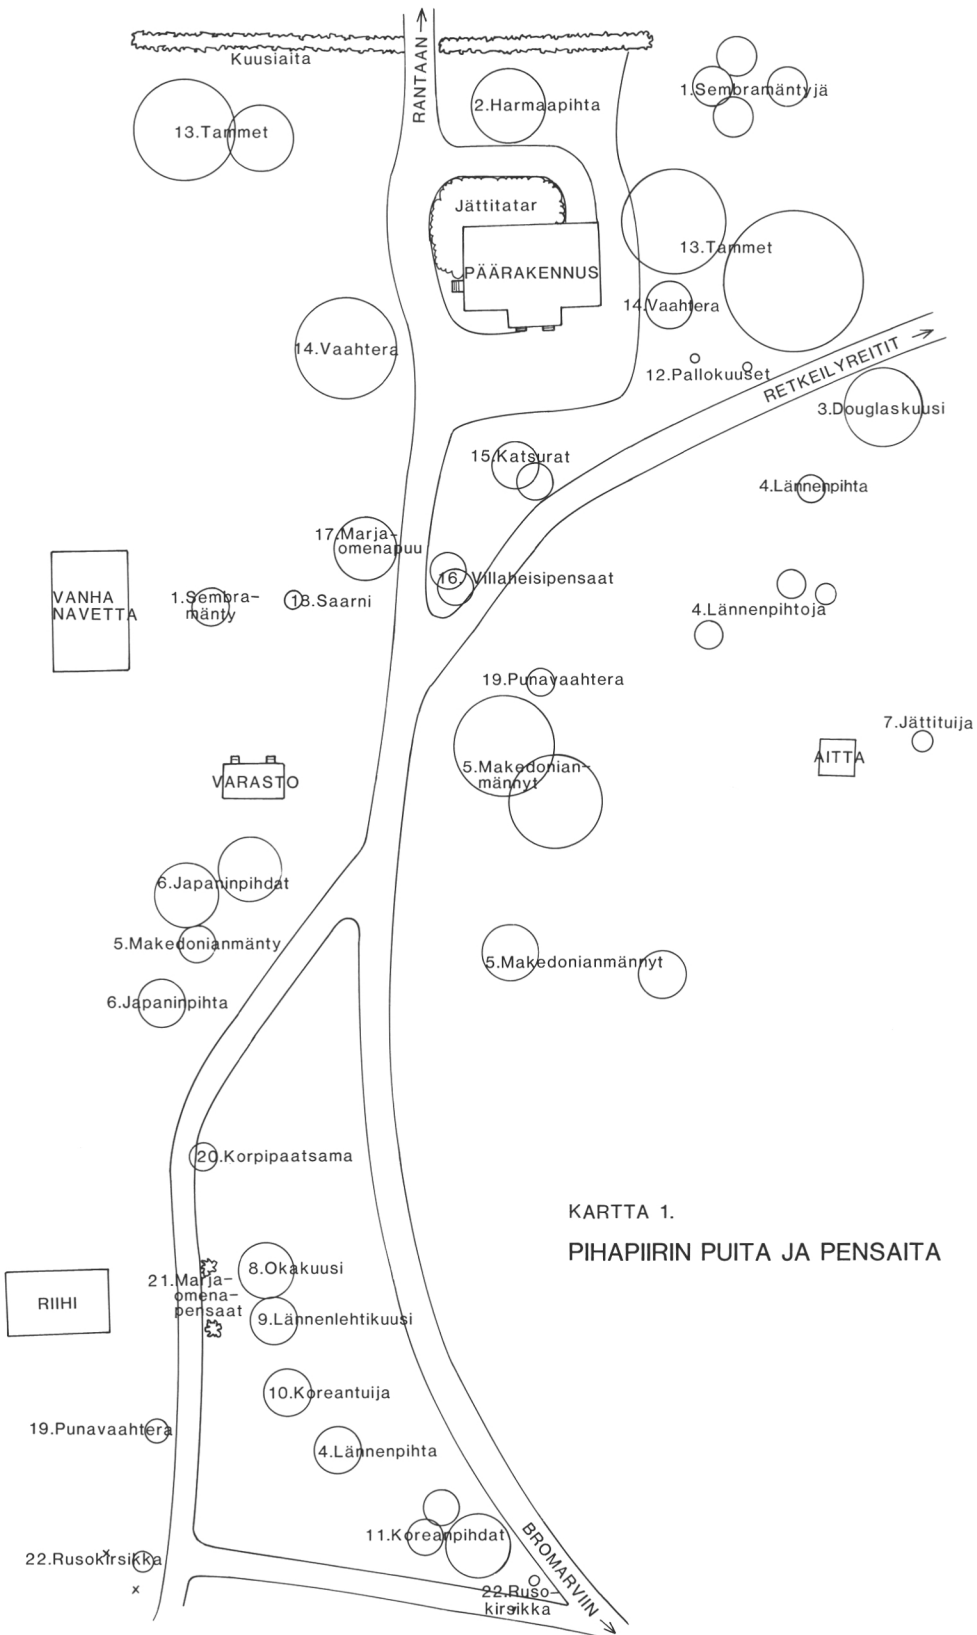 RANTAAN
Kuusiaita
1.Sembramäntyjä
2.Harmaapihta
13.Tammet
Jättitatar
13.Tammet
PÄÄRAKENNUS
14.Vaahtera
14.Vaahtera
12.Pallokuuset
RETKEILYREITIT
3.Douglaskuusi
15.Katsurat
4.Lännenpihta
17.Marja-
omenapuu
16. Villaheisipensaat
VANHA
NAVETTA
1.Sembra-
mänty
18.Saarni
4.Lännenpihtoja
19.Punavaahtera
7.Jättituija
AITTA
5.Makedonian-
männyt
VARASTO
6.Japaninpihdat
5.Makedonianmänty
5.Makedonianmännyt
6.Japaninpihta
20.Korpipaatsama
KARTTA 1.
PIHAPIIRIN PUITA JA PENSAITA
8.Okakuusi
21.Marja-
omena-
pensaat
RIIHI
9.Lännenlehtikuusi
10.Koreantuija
19.Punavaahtera
4.Lännenpihta
11.Koreanpihdat
BROMARVIIN
22.Rusokirsikka
22.Ruso-
kirsikka